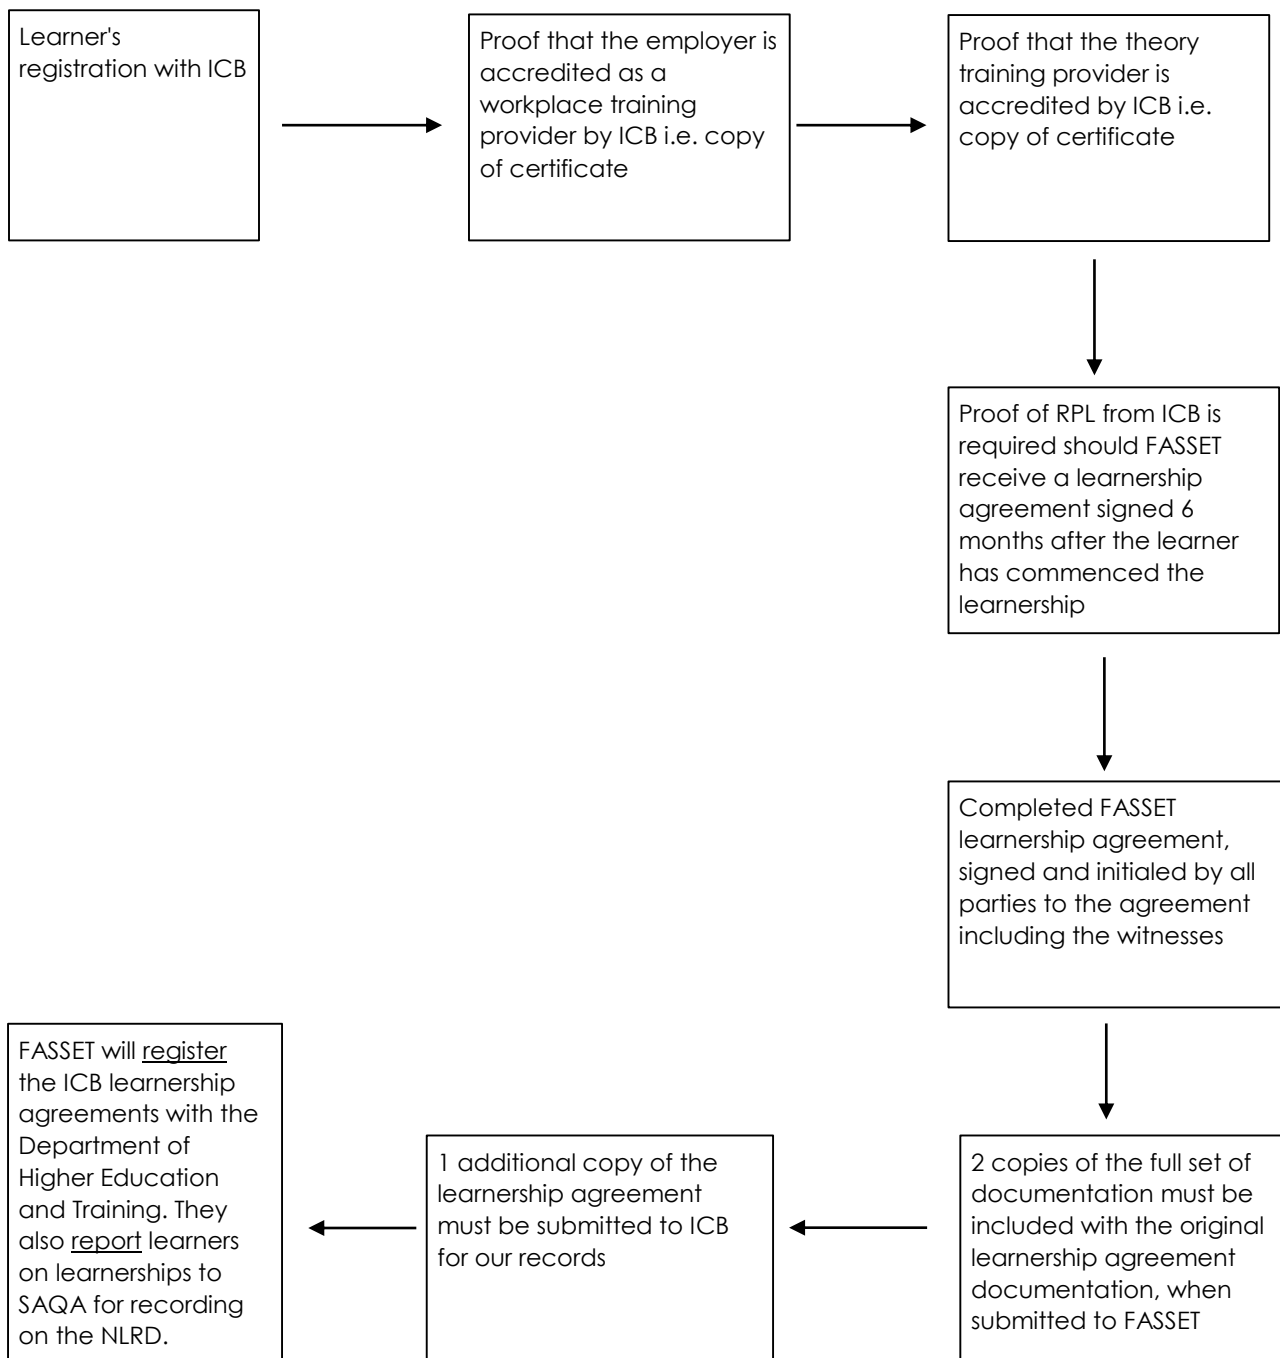 Learner's
registration with ICB
Proof that the employer is
accredited as a
workplace training
provider by ICB i.e. copy
of certificate
Proof that the theory
training provider is
accredited by ICB i.e.
copy of certificate
Proof of RPL from ICB is
required should FASSET
receive a learnership
agreement signed 6
months after the learner
has commenced the
learnership
Completed FASSET
learnership agreement,
signed and initialed by all
parties to the agreement
including the witnesses
2 copies of the full set of
documentation must be
included with the original
learnership agreement
documentation, when
submitted to FASSET
1 additional copy of the
learnership agreement
must be submitted to ICB
for our records
FASSET will register
the ICB learnership
agreements with the
Department of
Higher Education
and Training. They
also report learners
on learnerships to
SAQA for recording
on the NLRD.